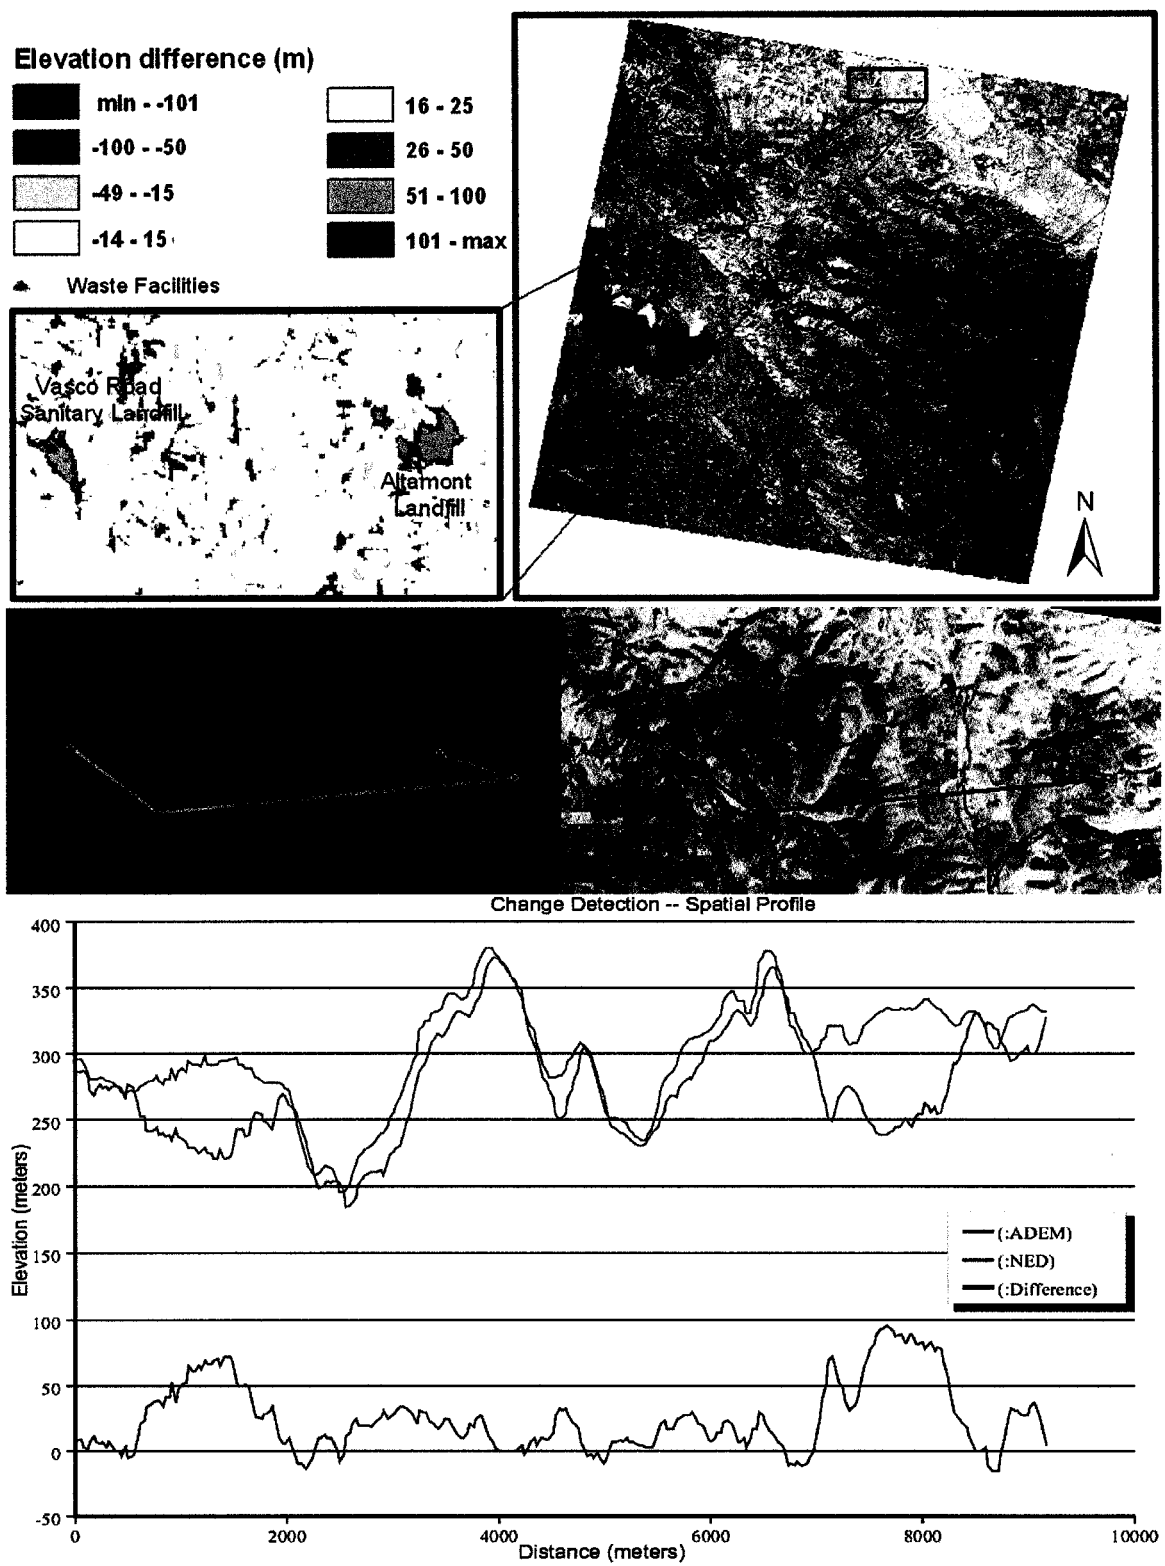 Elevation difference (m)
min - -101
-100 - -50
-49 - -15
-14 - 15
16 - 25
26 - 50
51 - 100
101 - max
Waste Facilities
Vasco Road
Sanitary Landfill
Altamont
Landfill
N
Change Detection -- Spatial Profile
400
350
300
250
200
150
100
50
0
-50
Elevation (meters)
(:ADEM)
(:NED)
(:Difference)
0
2000
4000
6000
8000
10000
Distance (meters)